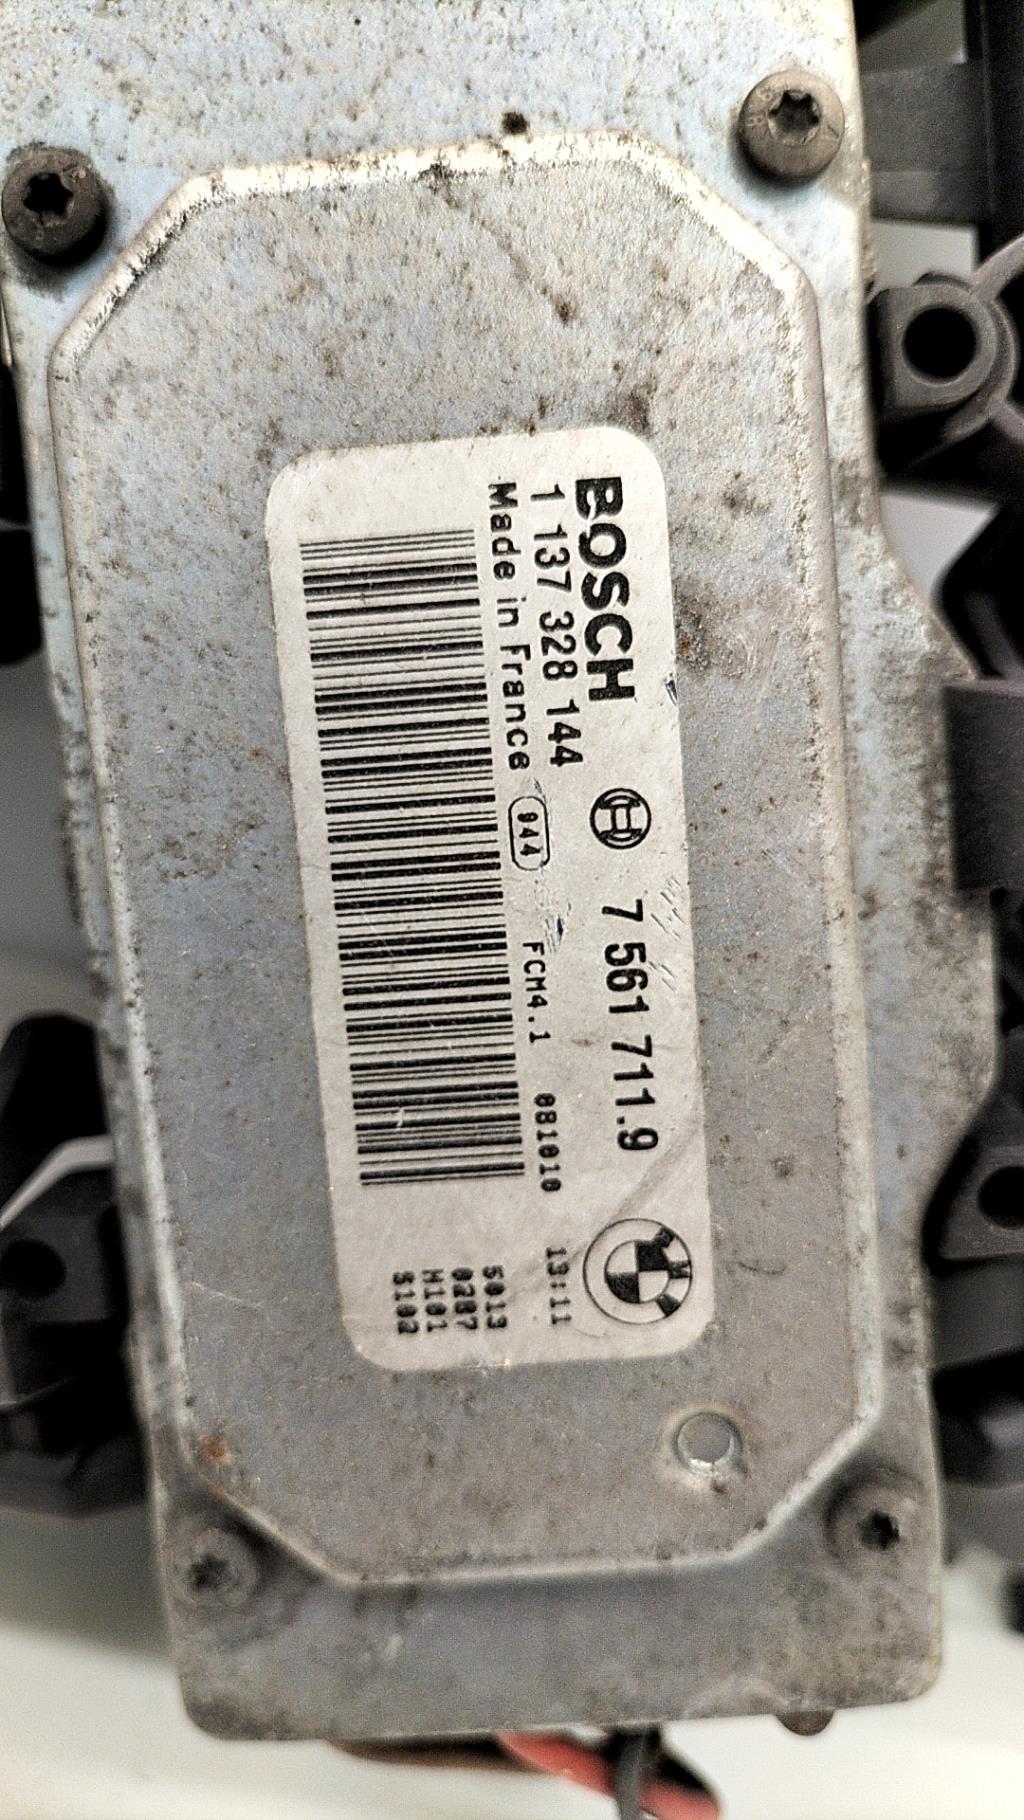 BOSCH
7 561 711.9
1 137 328 144
Made in France
944
FCM4.1
081010
13:11
5013
0287
M101
S102